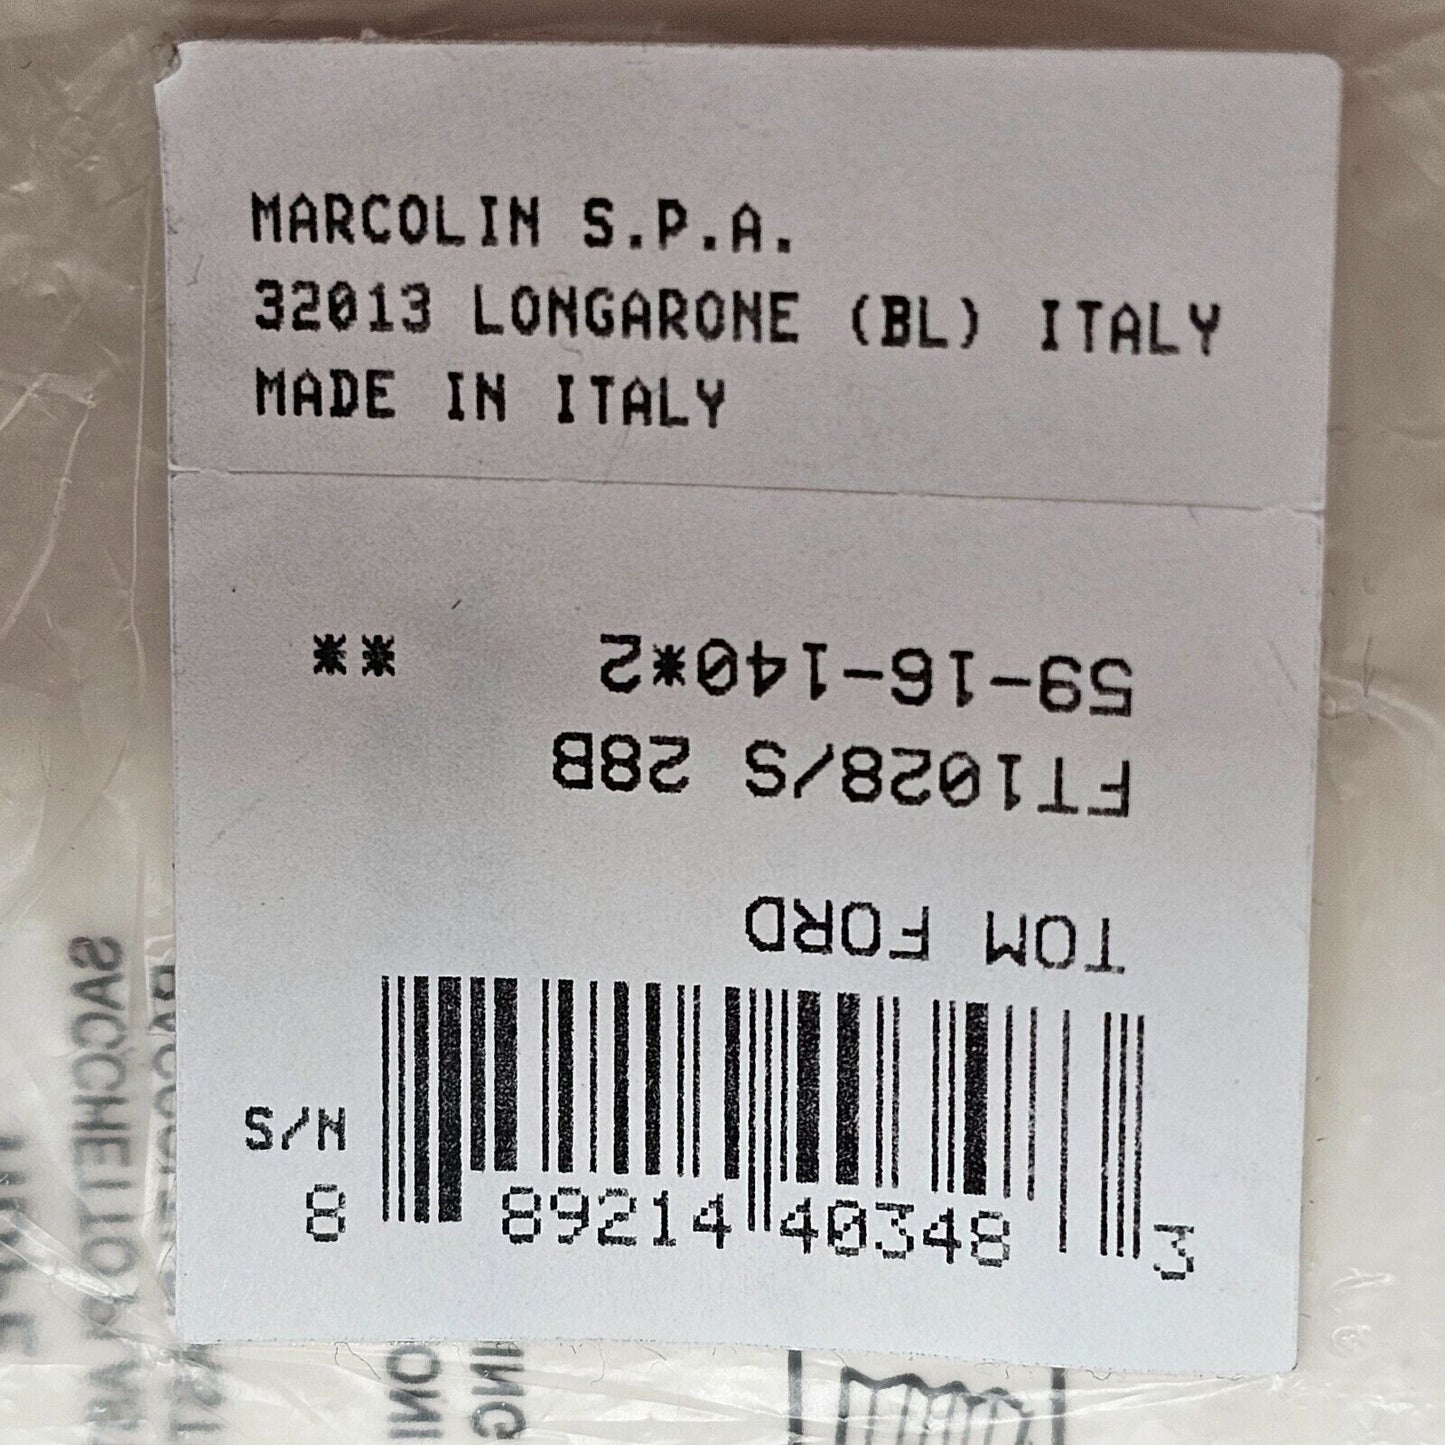 MARCOLIN S.P.A.
32013 LONGARONE (BL) ITALY
MADE IN ITALY
59-16-140*2 **
FT1028/S 28B
TOM FORD
N/S
8 89214 40348 3
SACCHETTO